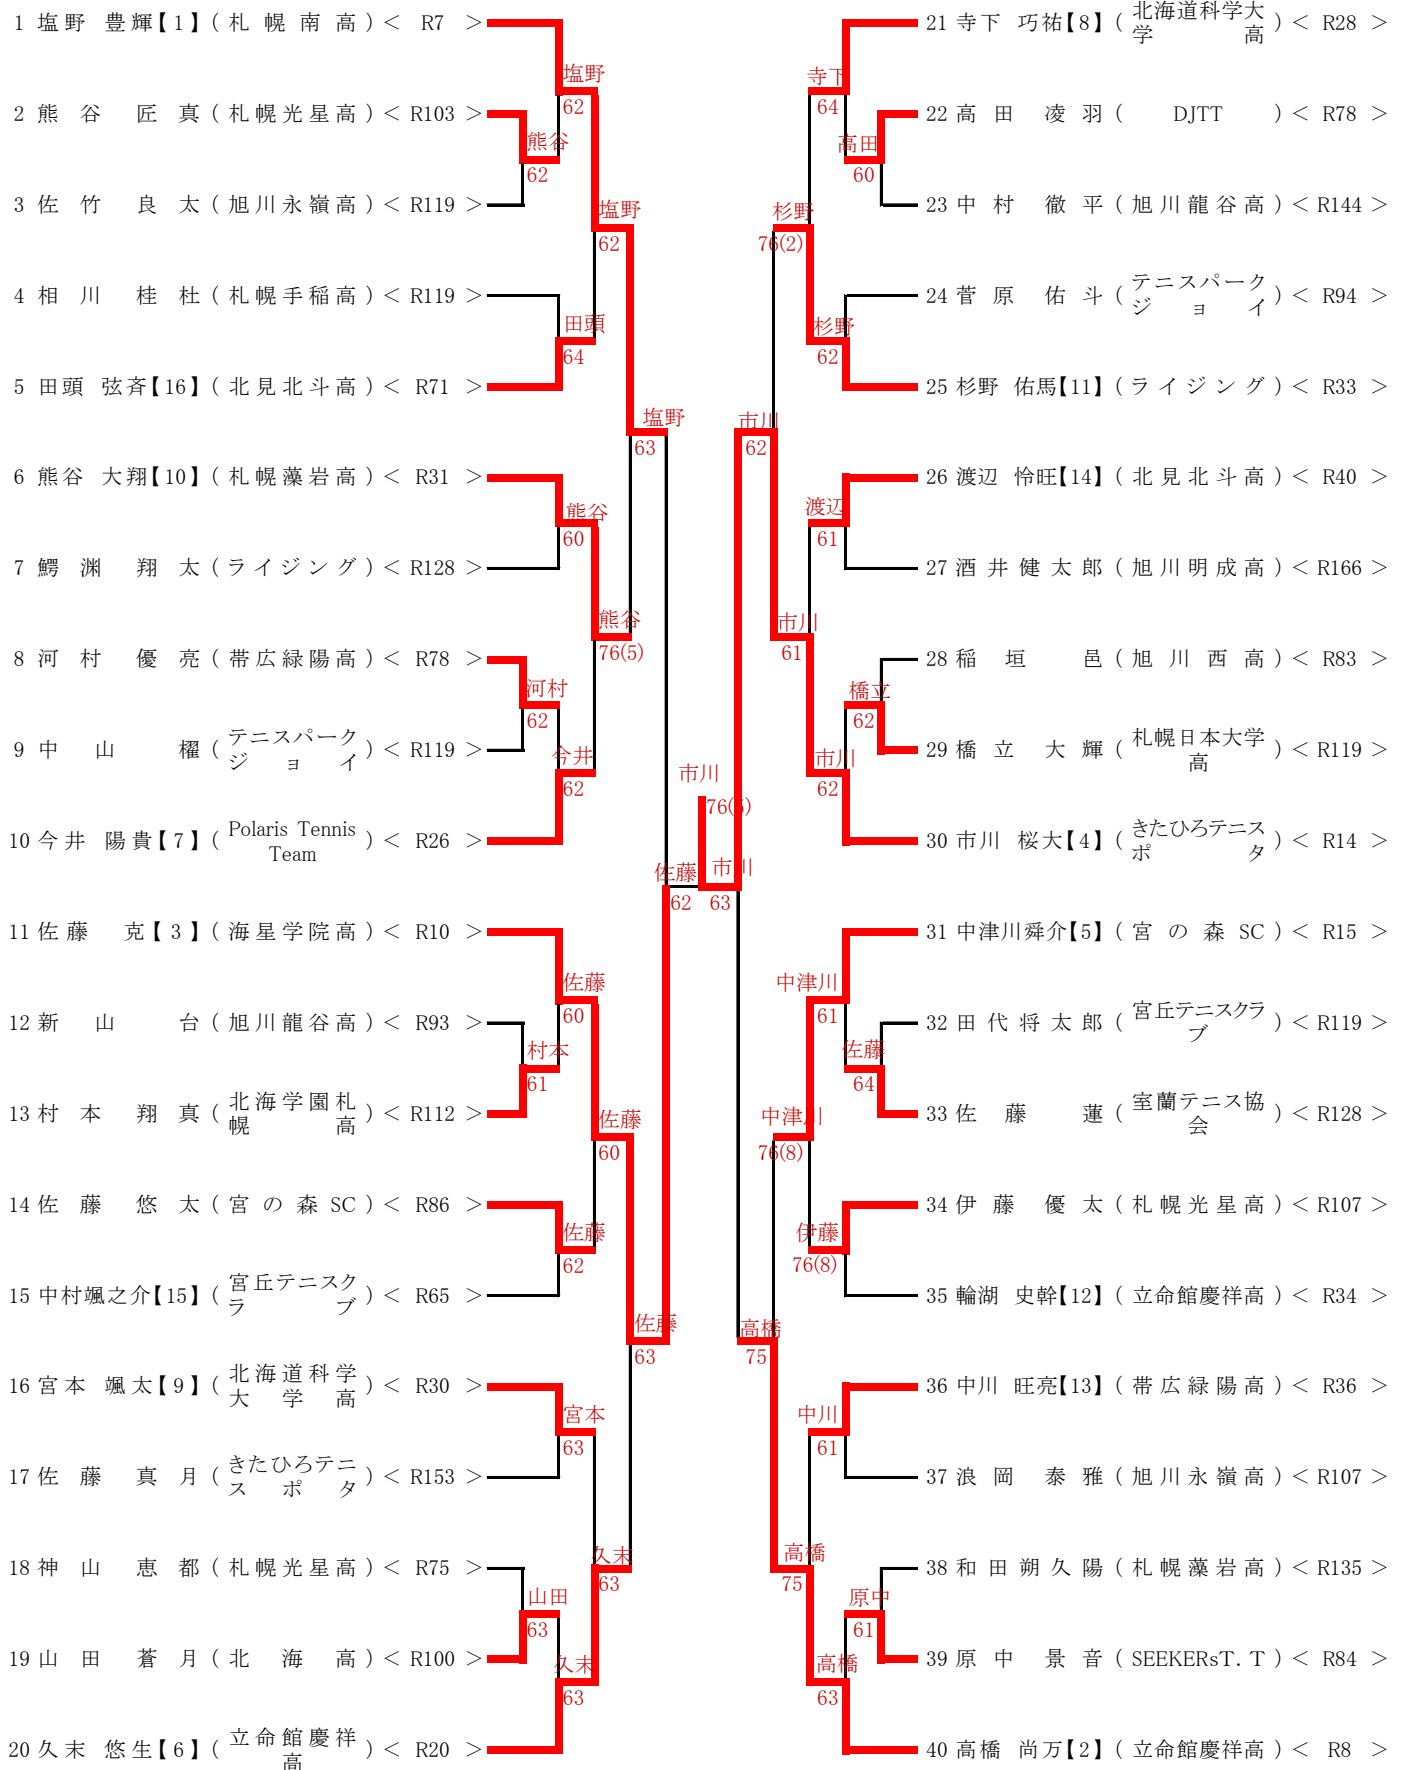 1 塩野 豊輝【1】 ( 札幌南高 ) < R7 >
2 熊谷 匠真 ( 札幌光星高 ) < R103 >
3 佐竹 良太 ( 旭川永嶺高 ) < R119 >
4 相川 桂杜 ( 札幌手稲高 ) < R119 >
5 田頭 弦斉【16】 ( 北見北斗高 ) < R71 >
6 熊谷 大翔【10】 ( 札幌藻岩高 ) < R31 >
7 鰐渕 翔太 ( ライジング ) < R128 >
8 河村 優亮 ( 帯広緑陽高 ) < R78 >
9 中山 櫂 ( テニスパークジョイ ) < R119 >
10 今井 陽貴【7】 ( Polaris Tennis Team ) < R26 >
11 佐藤 克【3】 ( 海星学院高 ) < R10 >
12 新山 台 ( 旭川龍谷高 ) < R93 >
13 村本 翔真 ( 北海学園札幌高 ) < R112 >
14 佐藤 悠太 ( 宮の森SC ) < R86 >
15 中村颯之介【15】 ( 宮丘テニスクラブ ) < R65 >
16 宮本 颯太【9】 ( 北海道科学大学高 ) < R30 >
17 佐藤 真月 ( きたひろテニスポタ ) < R153 >
18 神山 恵都 ( 札幌光星高 ) < R75 >
19 山田 蒼月 ( 北海高 ) < R100 >
20 久末 悠生【6】 ( 立命館慶祥高 ) < R20 >
塩野
62
熊谷
62
塩野
62
田頭
64
塩野
63
熊谷
60
熊谷
76(5)
河村
62
今井
62
佐藤
62
佐藤
60
村本
61
佐藤
60
佐藤
62
佐藤
63
宮本
63
久末
63
山田
63
久末
63
市川
76(5)
市川
63
寺下
64
高田
60
杉野
76(2)
杉野
62
市川
62
渡辺
61
市川
61
橋立
62
市川
62
中津川
61
佐藤
64
中津川
76(8)
伊藤
76(8)
高橋
75
中川
61
高橋
75
原中
61
高橋
63
21 寺下 巧祐【8】 ( 北海道科学大学高 ) < R28 >
22 高田 凌羽 ( DJTT ) < R78 >
23 中村 徹平 ( 旭川龍谷高 ) < R144 >
24 菅原 佑斗 ( テニスパークジョイ ) < R94 >
25 杉野 佑馬【11】 ( ライジング ) < R33 >
26 渡辺 怜旺【14】 ( 北見北斗高 ) < R40 >
27 酒井健太郎 ( 旭川明成高 ) < R166 >
28 稲垣 邑 ( 旭川西高 ) < R83 >
29 橋立 大輝 ( 札幌日本大学高 ) < R119 >
30 市川 桜大【4】 ( きたひろテニスポタ ) < R14 >
31 中津川舜介【5】 ( 宮の森SC ) < R15 >
32 田代将太郎 ( 宮丘テニスクラブ ) < R119 >
33 佐藤 蓮 ( 室蘭テニス協会 ) < R128 >
34 伊藤 優太 ( 札幌光星高 ) < R107 >
35 輪湖 史幹【12】 ( 立命館慶祥高 ) < R34 >
36 中川 旺亮【13】 ( 帯広緑陽高 ) < R36 >
37 浪岡 泰雅 ( 旭川永嶺高 ) < R107 >
38 和田朔久陽 ( 札幌藻岩高 ) < R135 >
39 原中 景音 ( SEEKERsT.T ) < R84 >
40 高橋 尚万【2】 ( 立命館慶祥高 ) < R8 >